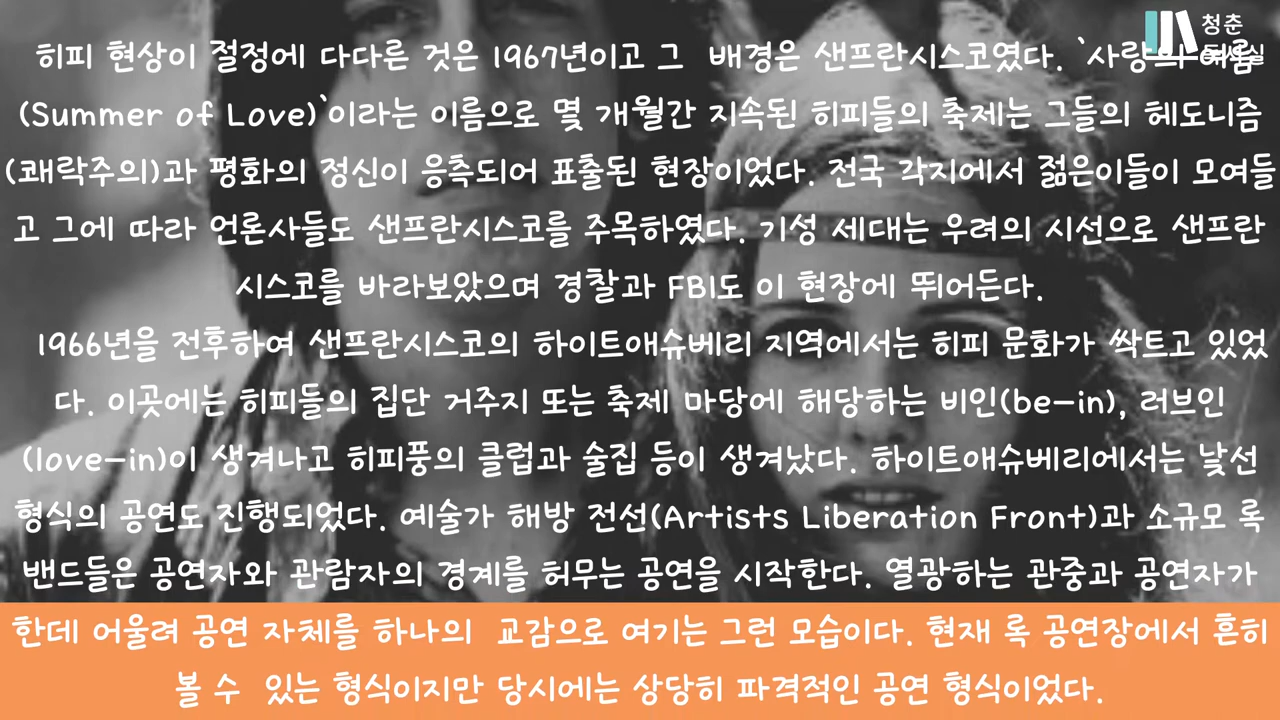 청춘
히피 현상이 절정에 다다른 것은 1967년이고 그 배경은 샌프란시스코였다. `사랑의 여름
(Summer of Love)`이라는 이름으로 몇 개월간 지속된 히피들의 축제는 그들의 헤도니즘
(쾌락주의)과 평화의 정신이 응측되어 표출된 현장이었다. 전국 각지에서 젊은이들이 모여들
고 그에 따라 언론사들도 샌프란시스코를 주목하였다. 기성 세대는 우려의 시선으로 샌프란
시스코를 바라보았으며 경찰과 FBI도 이 현장에 뛰어든다.
1966년을 전후하여 샌프란시스코의 하이트애슈베리 지역에서는 히피 문화가 싹트고 있었
다. 이곳에는 히피들의 집단 거주지 또는 축제 마당에 해당하는 비인(be-in), 러브인
(love-in)이 생겨나고 히피풍의 클럽과 술집 등이 생겨났다. 하이트애슈베리에서는 낯선
형식의 공연도 진행되었다. 예술가 해방 전선(Artists Liberation Front)과 소규모 록
밴드들은 공연자와 관람자의 경계를 허무는 공연을 시작한다. 열광하는 관중과 공연자가
한데 어울려 공연 자체를 하나의 교감으로 여기는 그런 모습이다. 현재 록 공연장에서 흔히
볼 수 있는 형식이지만 당시에는 상당히 파격적인 공연 형식이었다.